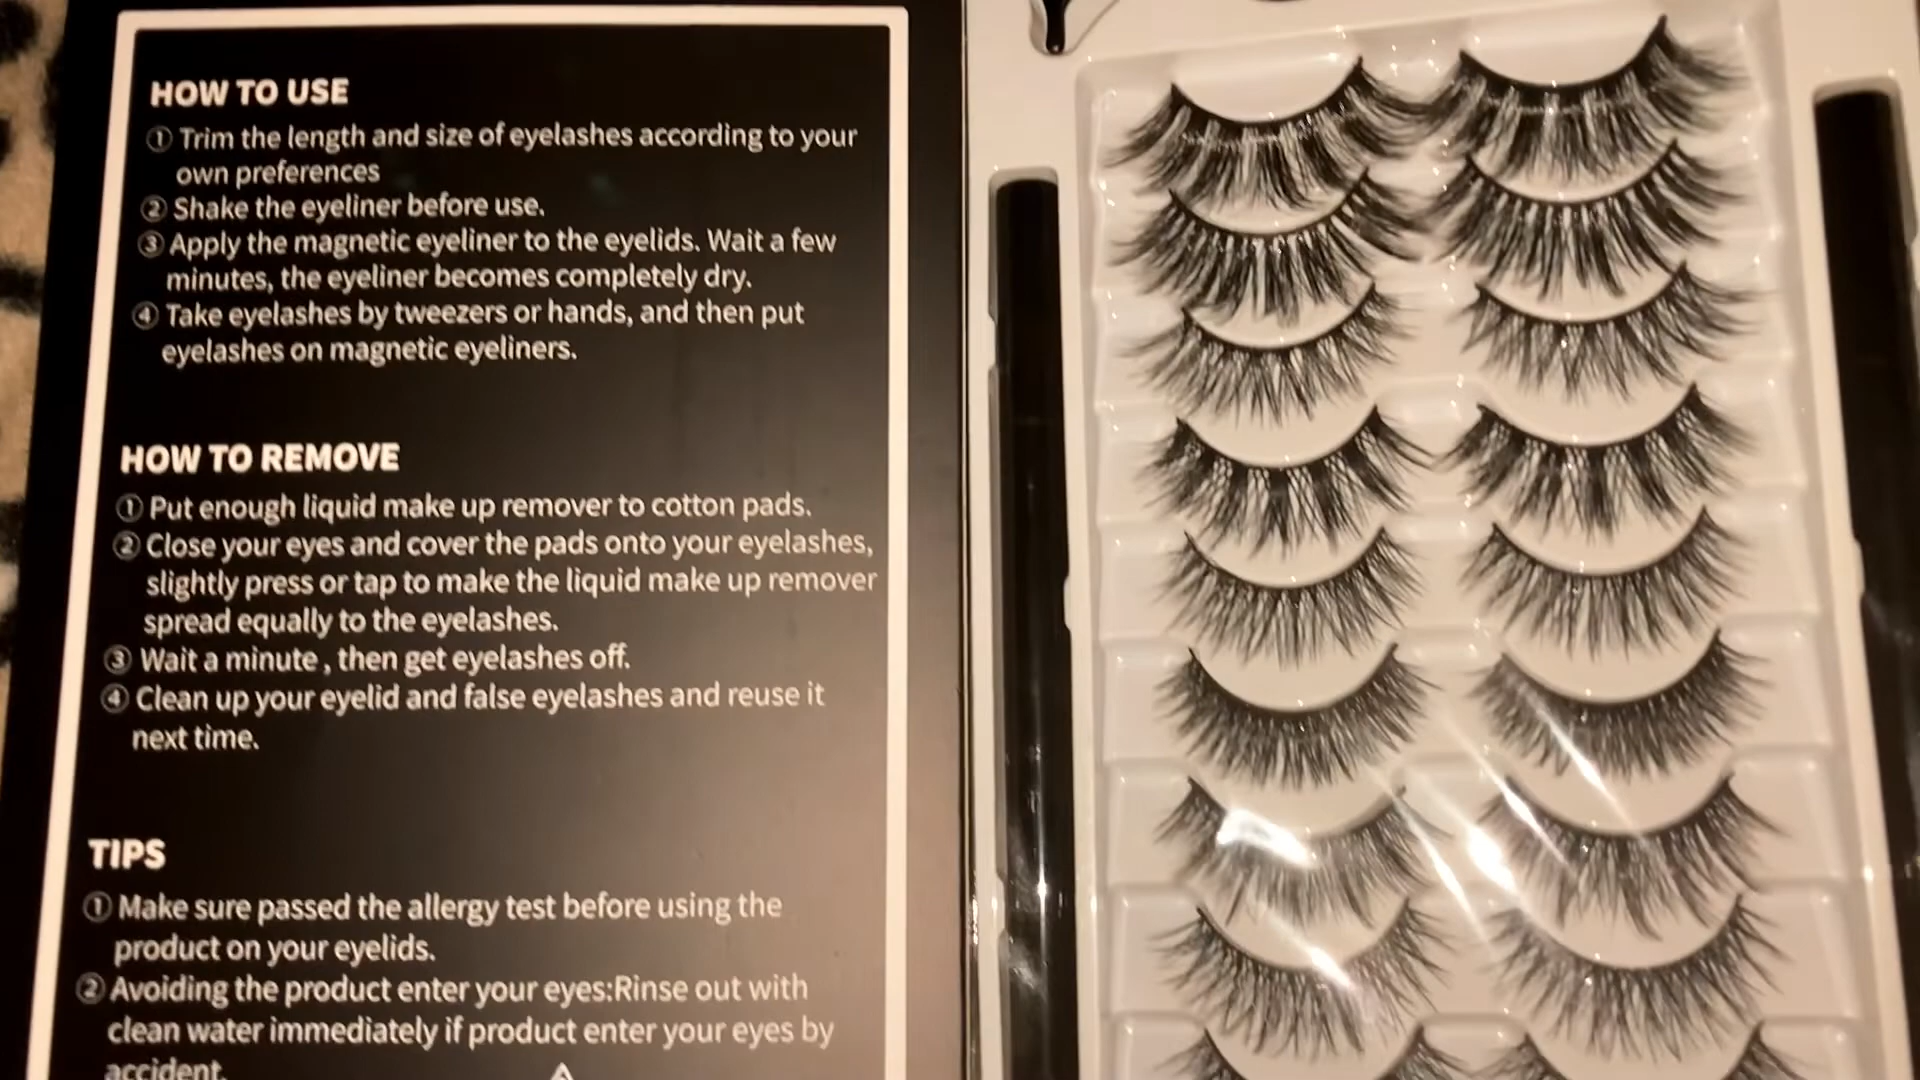 HOW TO USE
① Trim the length and size of eyelashes according to your
own preferences
② Shake the eyeliner before use.
③ Apply the magnetic eyeliner to the eyelids. Wait a few
minutes, the eyeliner becomes completely dry.
④ Take eyelashes by tweezers or hands, and then put
eyelashes on magnetic eyeliners.
HOW TO REMOVE
① Put enough liquid make up remover to cotton pads.
② Close your eyes and cover the pads onto your eyelashes,
slightly press or tap to make the liquid make up remover
spread equally to the eyelashes.
③ Wait a minute , then get eyelashes off.
④ Clean up your eyelid and false eyelashes and reuse it
next time.
TIPS
① Make sure passed the allergy test before using the
product on your eyelids.
② Avoiding the product enter your eyes:Rinse out with
clean water immediately if product enter your eyes by
accident.